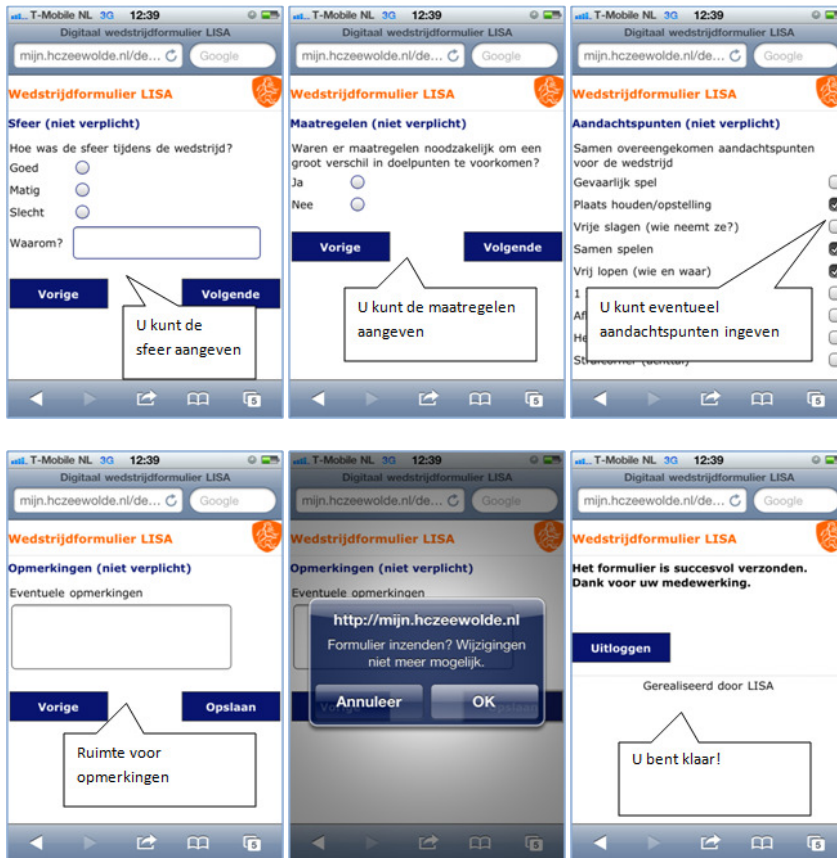 T-Mobile NL 3G 12:39
Digitaal wedstrijdformulier LISA
mijn.hczeewolde.nl/de... Google
Wedstrijdformulier LISA
Sfeer (niet verplicht)
Hoe was de sfeer tijdens de wedstrijd?
Goed
Matig
Slecht
Waarom?
Vorige Volgende
U kunt de
sfeer aangeven
5
T-Mobile NL 3G 12:39
Digitaal wedstrijdformulier LISA
mijn.hczeewolde.nl/de... Google
Wedstrijdformulier LISA
Maatregelen (niet verplicht)
Waren er maatregelen noodzakelijk om een
groot verschil in doelpunten te voorkomen?
Ja
Nee
Vorige Volgende
U kunt de maatregelen
aangeven
5
T-Mobile NL 3G 12:39
Digitaal wedstrijdformulier LISA
mijn.hczeewolde.nl/de... Google
Wedstrijdformulier LISA
Aandachtspunten (niet verplicht)
Samen overeengekomen aandachtspunten
voor de wedstrijd
Gevaarlijk spel
Plaats houden/opstelling
Vrije slagen (wie neemt ze?)
Samen spelen
Vrij lopen (wie en waar)
1
U kunt eventueel
aandachtspunten ingeven
5
T-Mobile NL 3G 12:39
Digitaal wedstrijdformulier LISA
mijn.hczeewolde.nl/de... Google
Wedstrijdformulier LISA
Opmerkingen (niet verplicht)
Eventuele opmerkingen
Vorige Opslaan
Ruimte voor
opmerkingen
5
T-Mobile NL 3G 12:39
Digitaal wedstrijdformulier LISA
mijn.hczeewolde.nl/de... Google
Wedstrijdformulier LISA
Opmerkingen (niet verplicht)
Eventuele opmerkingen
http://mijn.hczeewolde.nl
Formulier inzenden? Wijzigingen
niet meer mogelijk.
Annuleer OK
Vorige Opslaan
5
T-Mobile NL 3G 12:39
Digitaal wedstrijdformulier LISA
mijn.hczeewolde.nl/de... Google
Wedstrijdformulier LISA
Het formulier is succesvol verzonden.
Dank voor uw medewerking.
Uitloggen
Gerealiseerd door LISA
U bent klaar!
5